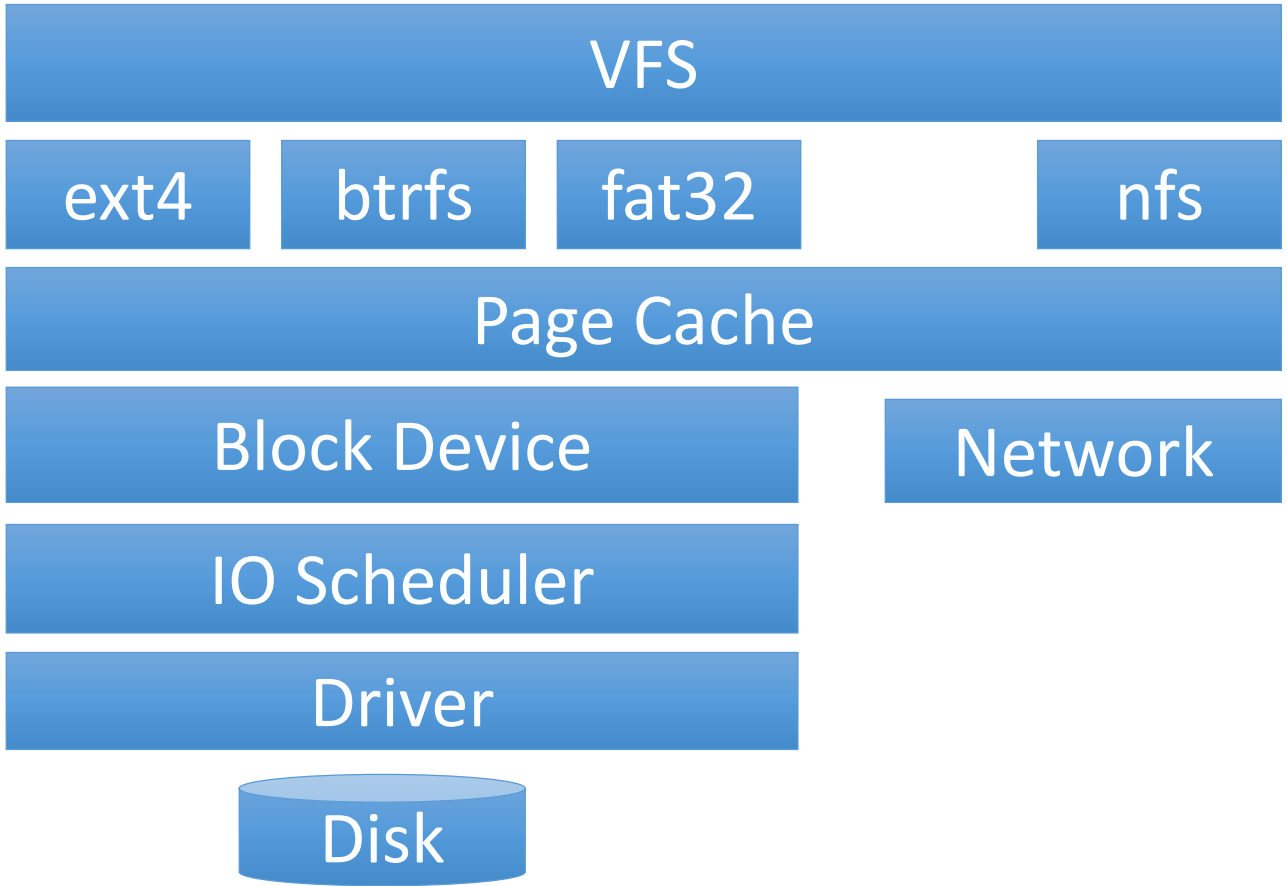 VFS
ext4
btrfs
fat32
nfs
Page Cache
Block Device
Network
IO Scheduler
Driver
Disk